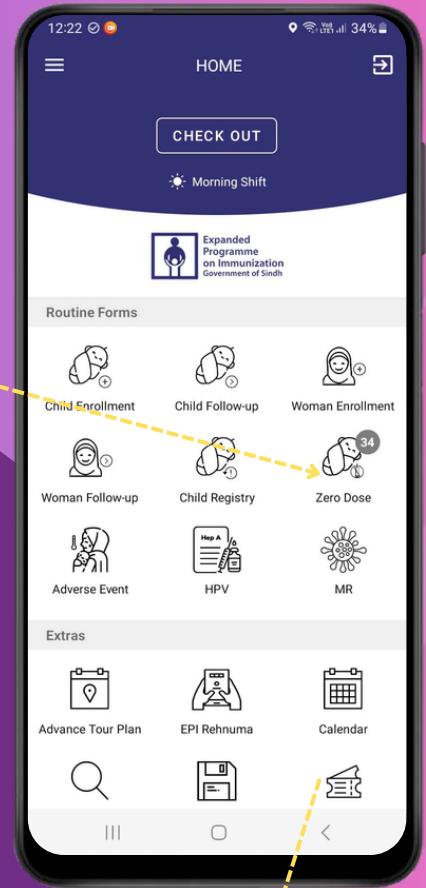 12:22
34%
HOME
CHECK OUT
Morning Shift
Expanded
Programme
on Immunization
Government of Sindh
Routine Forms
Child Enrollment
Child Follow-up
Woman Enrollment
34
Woman Follow-up
Child Registry
Zero Dose
Hep A
Adverse Event
HPV
MR
Extras
Advance Tour Plan
EPI Rehnuma
Calendar